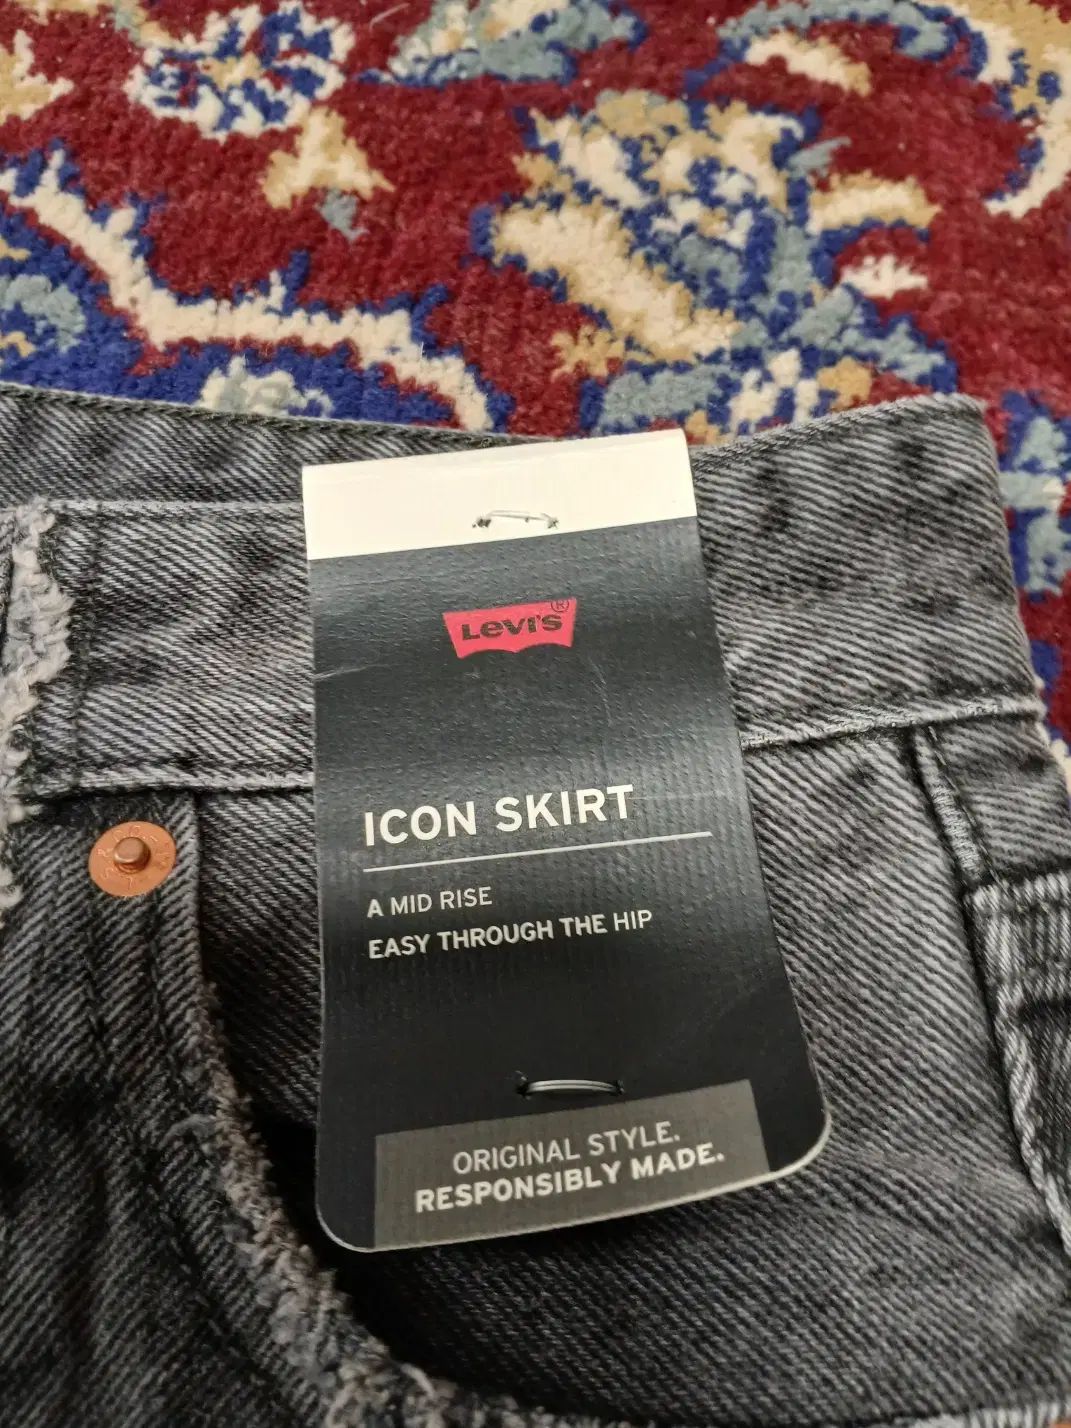 Levi's®
ICON SKIRT
A MID RISE
EASY THROUGH THE HIP
ORIGINAL STYLE.
RESPONSIBLY MADE.